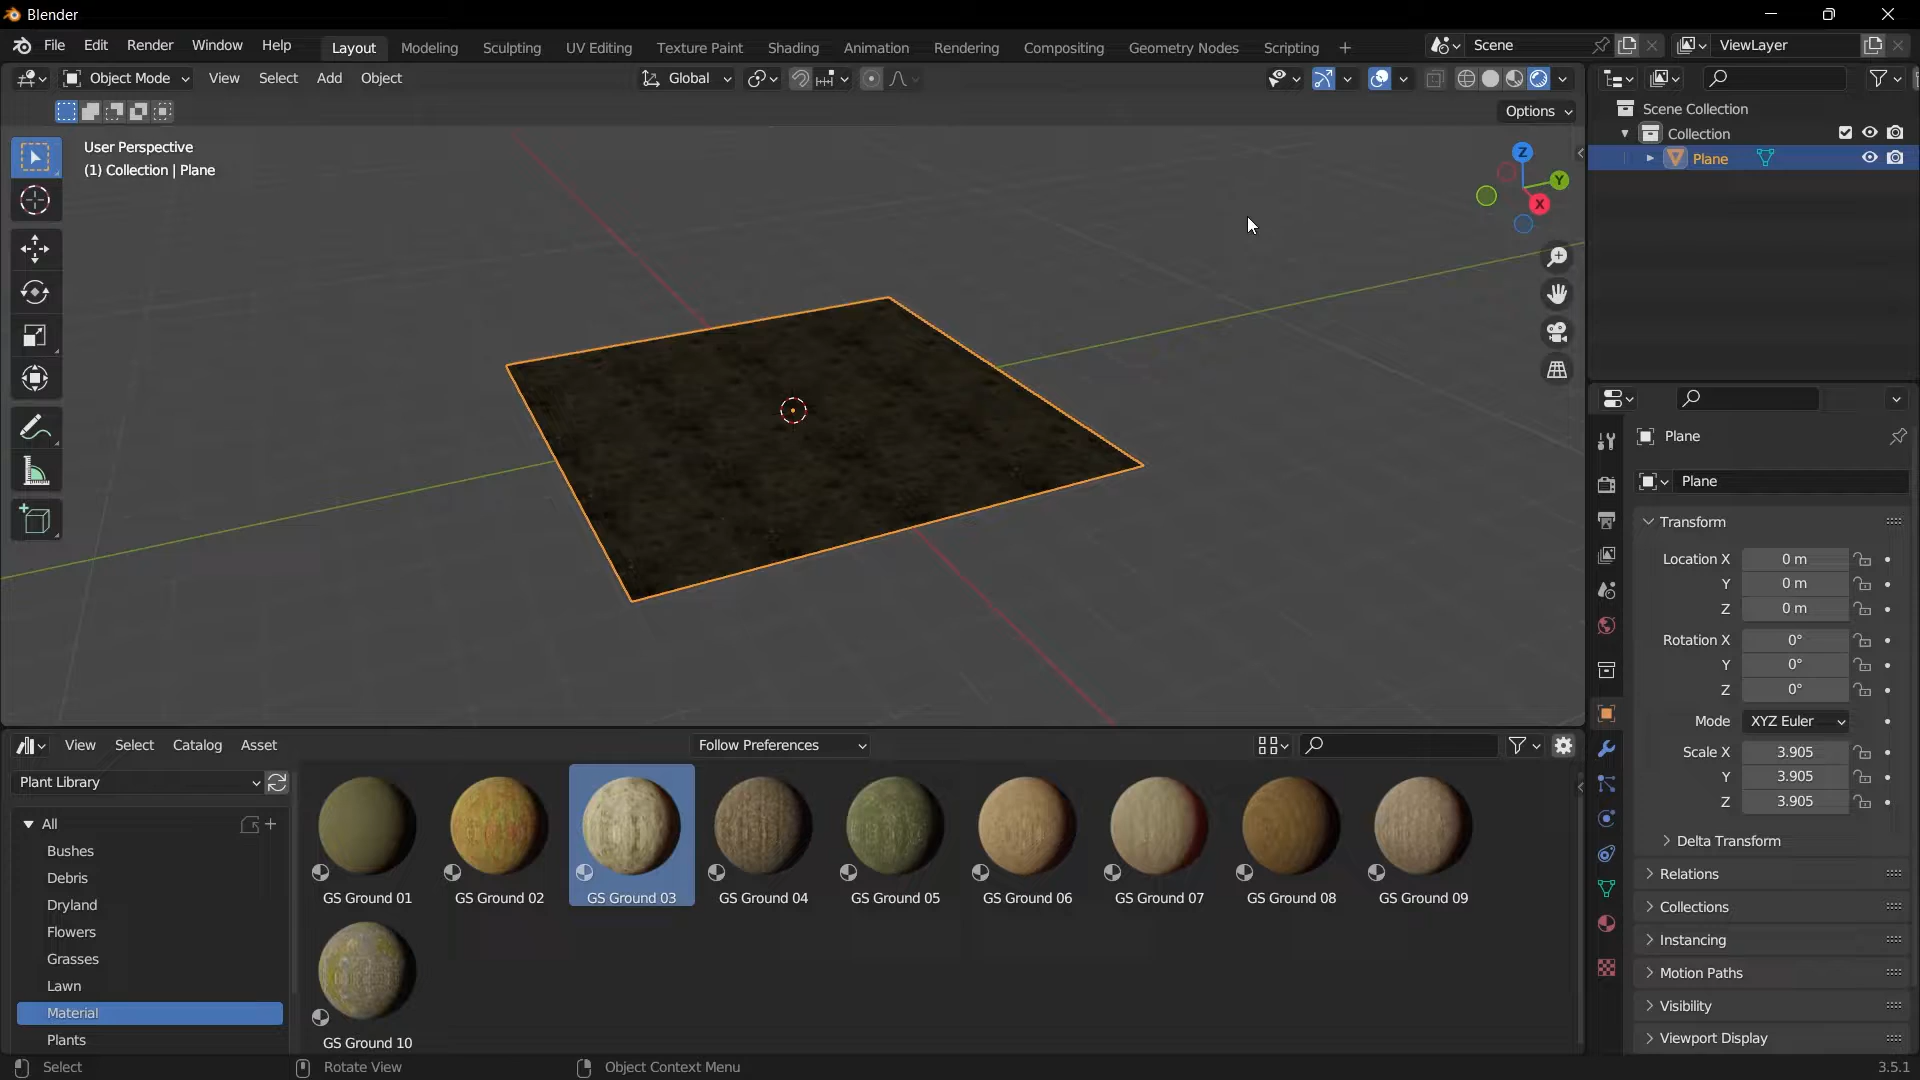 Blender
File Edit Render Window Help Layout Modeling Sculpting UV Editing Texture Paint Shading Animation Rendering Compositing Geometry Nodes Scripting + Scene ViewLayer
Object Mode View Select Add Object Global
Options
User Perspective
(1) Collection | Plane
Z
Y
X
Scene Collection
Collection
Plane
Plane
Plane
Transform
Location X 0 m
Y 0 m
Z 0 m
Rotation X 0°
Y 0°
Z 0°
Mode XYZ Euler
Scale X 3.905
Y 3.905
Z 3.905
Delta Transform
Relations
Collections
Instancing
Motion Paths
Visibility
Viewport Display
View Select Catalog Asset Follow Preferences
Plant Library
All
Bushes
Debris
Dryland
Flowers
Grasses
Lawn
Material
Plants
GS Ground 01 GS Ground 02 GS Ground 03 GS Ground 04 GS Ground 05 GS Ground 06 GS Ground 07 GS Ground 08 GS Ground 09
GS Ground 10
Select Rotate View Object Context Menu 3.5.1